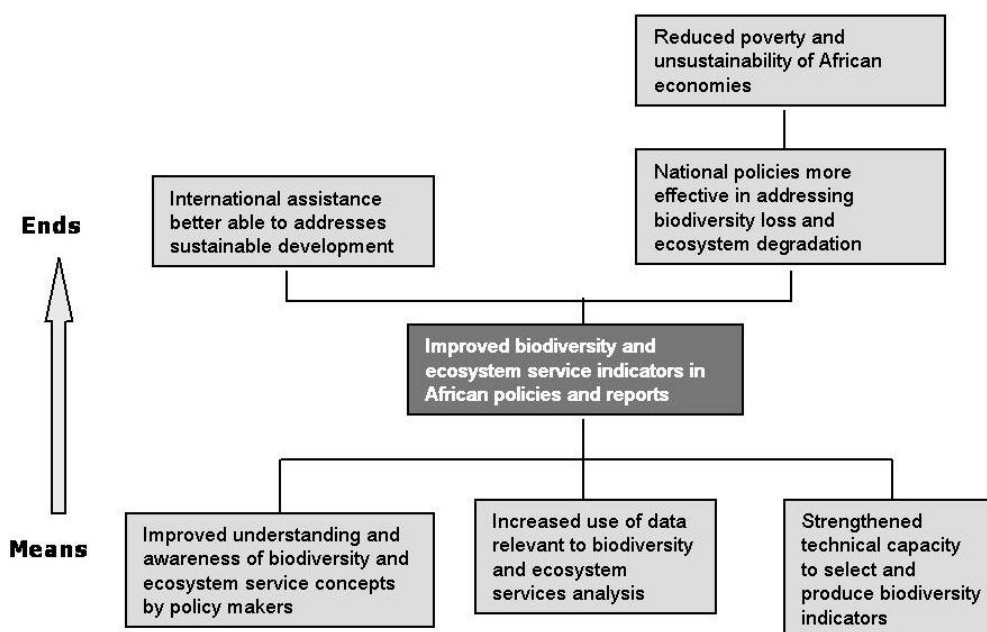 Reduced poverty and
unsustainability of African
economies
International assistance
better able to addresses
sustainable development
National policies more
effective in addressing
biodiversity loss and
ecosystem degradation
Ends
Improved biodiversity and
ecosystem service indicators in
African policies and reports
Means
Improved understanding and
awareness of biodiversity and
ecosystem service concepts
by policy makers
Increased use of data
relevant to biodiversity
and ecosystem
services analysis
Strengthened
technical capacity
to select and
produce biodiversity
indicators